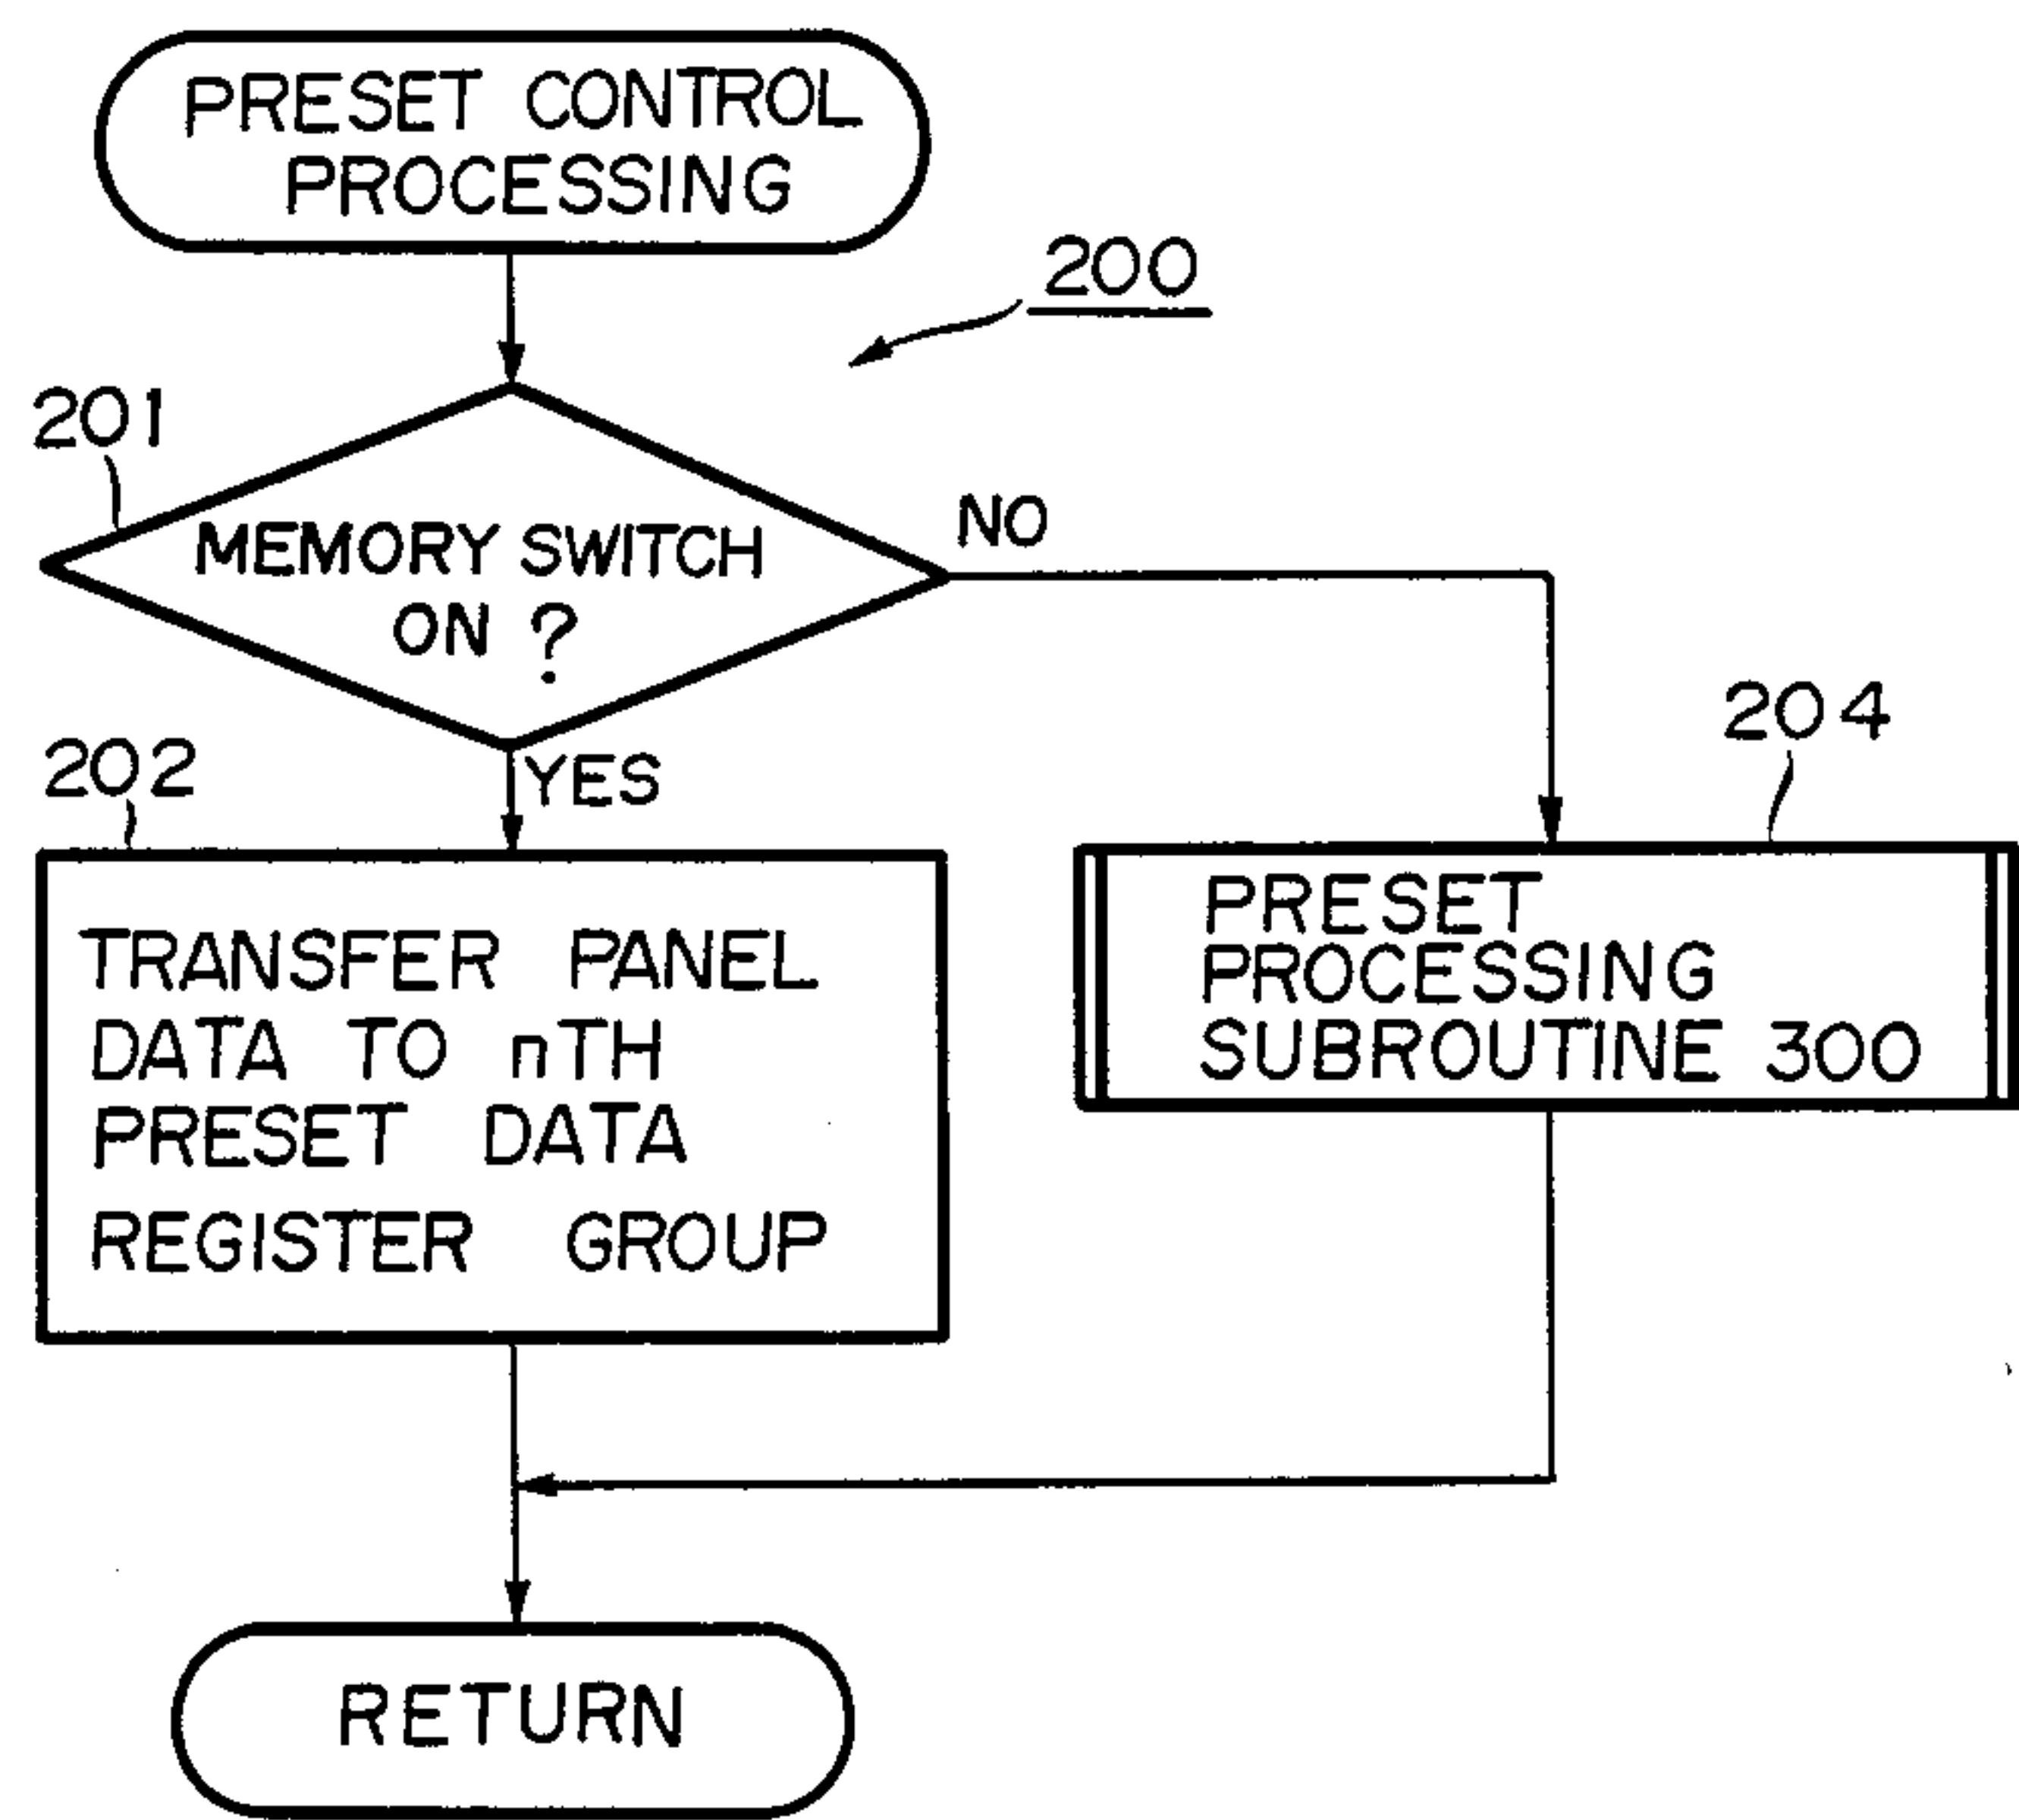 PRESET CONTROL
PROCESSING
200
201
MEMORY SWITCH
ON ?
NO
YES
202
TRANSFER PANEL
DATA TO nTH
PRESET DATA
REGISTER GROUP
204
PRESET
PROCESSING
SUBROUTINE 300
RETURN